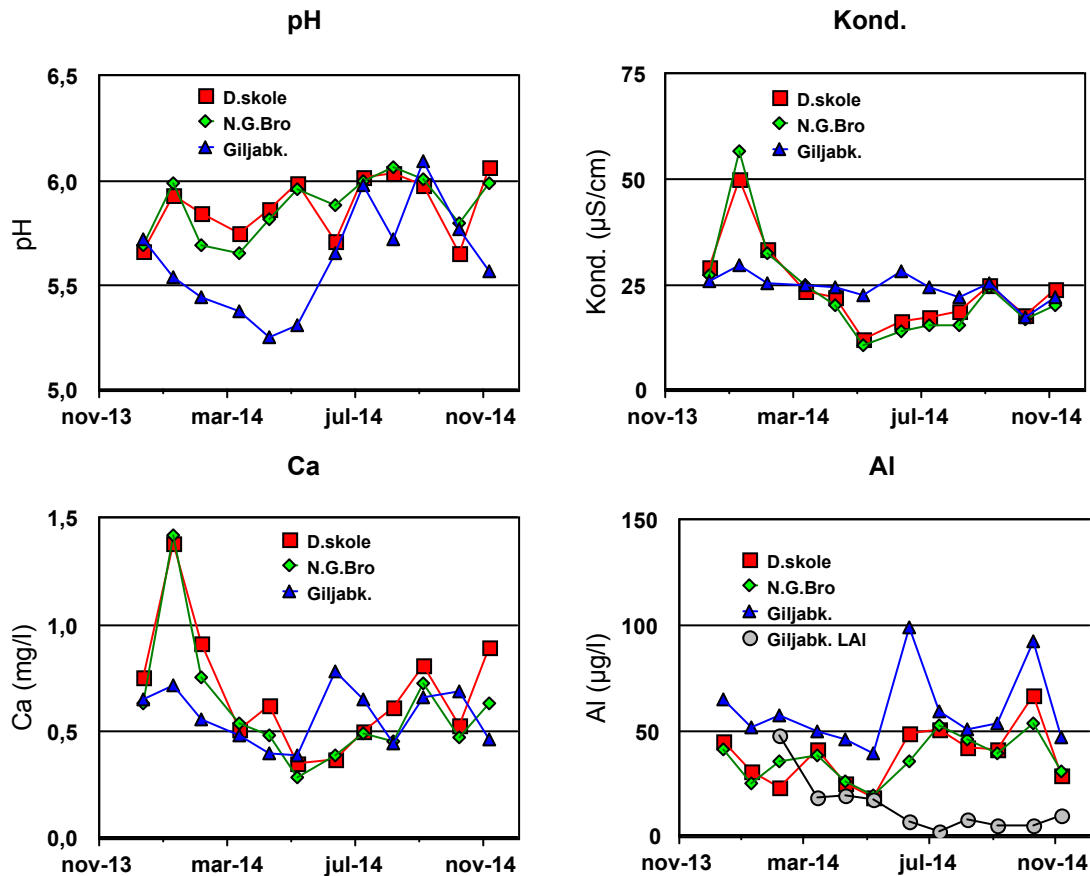 pH
6,5
6,0
5,5
5,0
pH
D.skole
N.G.Bro
Giljabk.
nov-13 mar-14 jul-14 nov-14
Kond.
75
50
25
0
Kond. (µS/cm)
D.skole
N.G.Bro
Giljabk.
nov-13 mar-14 jul-14 nov-14
Ca
1,5
1,0
0,5
0,0
Ca (mg/l)
D.skole
N.G.Bro
Giljabk.
nov-13 mar-14 jul-14 nov-14
Al
150
100
50
0
Al (µg/l)
D.skole
N.G.Bro
Giljabk.
Giljabk. LAl
nov-13 mar-14 jul-14 nov-14